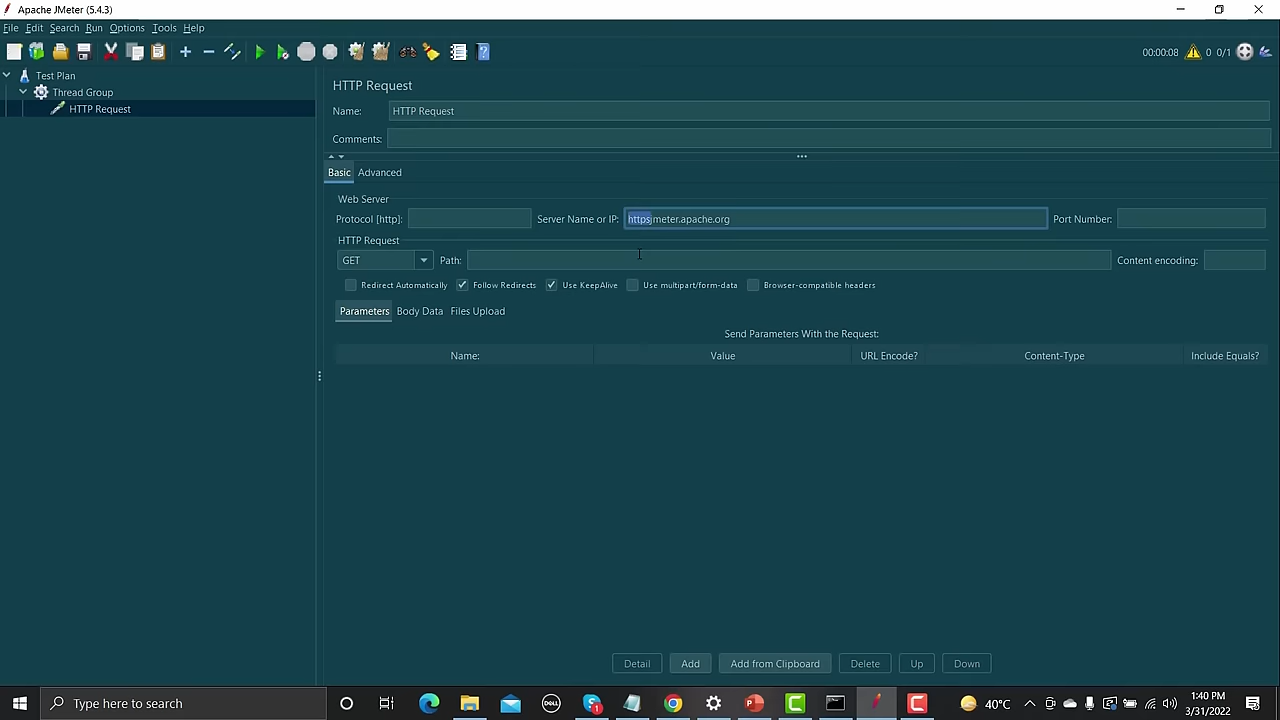 Apache JMeter (5.4.3)
File Edit Search Run Options Tools Help
00:00:08 0 0/1
Test Plan
Thread Group
HTTP Request
HTTP Request
Name: HTTP Request
Comments:
Basic Advanced
Web Server
Protocol [http]: Server Name or IP: httpsjmeter.apache.org Port Number:
HTTP Request
GET Path: Content encoding:
Redirect Automatically Follow Redirects Use KeepAlive Use multipart/form-data Browser-compatible headers
Parameters Body Data Files Upload
Send Parameters With the Request:
Name: Value URL Encode? Content-Type Include Equals?
Detail Add Add from Clipboard Delete Up Down
Type here to search
DELL
40°C
1:40 PM
3/31/2022